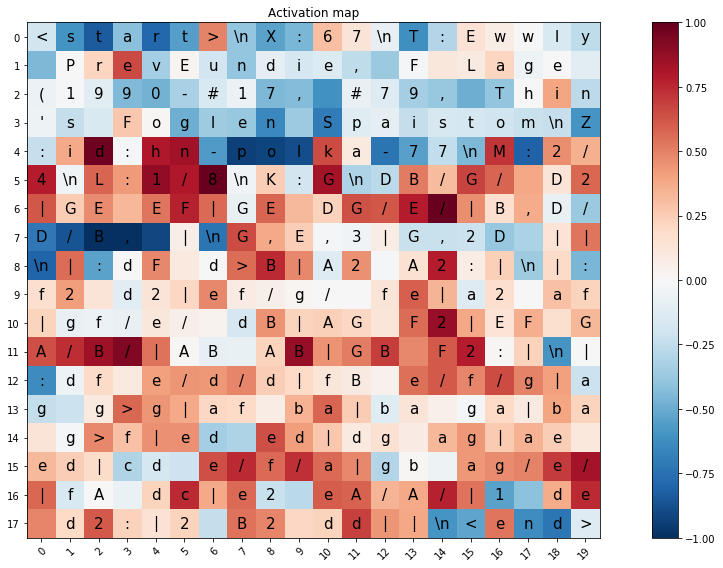 Activation map
0 < s t a r t > \n X : 6 7 \n T : E w w l y
1 P r e v E u n d i e , F L a g e
2 ( 1 9 9 0 - # 1 7 , # 7 9 , T h i n
3 ' s F o g l e n S p a i s t o m \n Z
4 : i d : h n - p o l k a - 7 7 \n M : 2 /
5 4 \n L : 1 / 8 \n K : G \n D B / G / D 2
6 | G E E F | G E D G / E / | B , D /
7 D / B , | \n G , E , 3 | G , 2 D | |
8 \n | : d F d > B | A 2 A 2 : | \n | :
9 f 2 d 2 | e f / g / f e | a 2 a f
10 | g f / e / d B | A G F 2 | E F G
11 A / B / | A B A B | G B F 2 : | \n |
12 : d f e / d / d | f B e / f / g | a
13 g g > g | a f b a | b a g a | b a
14 g > f | e d e d | d g a g | a e
15 e d | c d e / f / a | g b a g / e /
16 | f A d c | e 2 e A / A / | 1 d e
17 d 2 : | 2 B 2 d d | | \n < e n d >
0 1 2 3 4 5 6 7 8 9 10 11 12 13 14 15 16 17 18 19
1.00
0.75
0.50
0.25
0.00
−0.25
−0.50
−0.75
−1.00